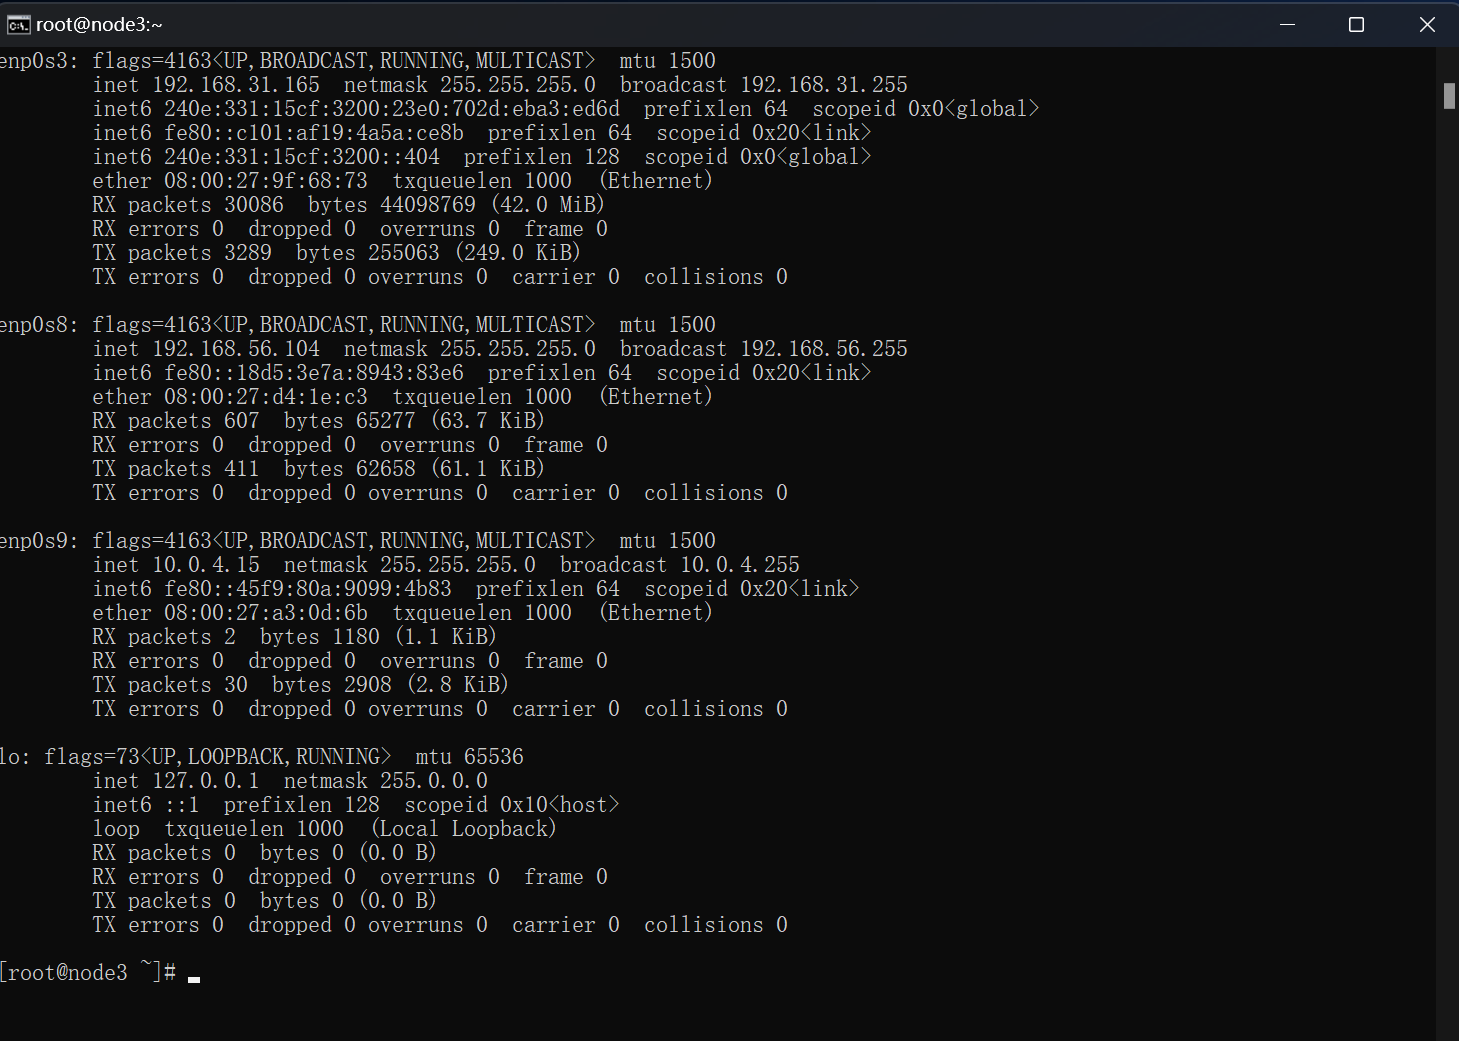 root@node3:~
enp0s3: flags=4163<UP,BROADCAST,RUNNING,MULTICAST>  mtu 1500
        inet 192.168.31.165  netmask 255.255.255.0  broadcast 192.168.31.255
        inet6 240e:331:15cf:3200:23e0:702d:eba3:ed6d  prefixlen 64  scopeid 0x0<global>
        inet6 fe80::c101:af19:4a5a:ce8b  prefixlen 64  scopeid 0x20<link>
        inet6 240e:331:15cf:3200::404  prefixlen 128  scopeid 0x0<global>
        ether 08:00:27:9f:68:73  txqueuelen 1000  (Ethernet)
        RX packets 30086  bytes 44098769 (42.0 MiB)
        RX errors 0  dropped 0  overruns 0  frame 0
        TX packets 3289  bytes 255063 (249.0 KiB)
        TX errors 0  dropped 0 overruns 0  carrier 0  collisions 0

enp0s8: flags=4163<UP,BROADCAST,RUNNING,MULTICAST>  mtu 1500
        inet 192.168.56.104  netmask 255.255.255.0  broadcast 192.168.56.255
        inet6 fe80::18d5:3e7a:8943:83e6  prefixlen 64  scopeid 0x20<link>
        ether 08:00:27:d4:1e:c3  txqueuelen 1000  (Ethernet)
        RX packets 607  bytes 65277 (63.7 KiB)
        RX errors 0  dropped 0  overruns 0  frame 0
        TX packets 411  bytes 62658 (61.1 KiB)
        TX errors 0  dropped 0 overruns 0  carrier 0  collisions 0

enp0s9: flags=4163<UP,BROADCAST,RUNNING,MULTICAST>  mtu 1500
        inet 10.0.4.15  netmask 255.255.255.0  broadcast 10.0.4.255
        inet6 fe80::45f9:80a:9099:4b83  prefixlen 64  scopeid 0x20<link>
        ether 08:00:27:a3:0d:6b  txqueuelen 1000  (Ethernet)
        RX packets 2  bytes 1180 (1.1 KiB)
        RX errors 0  dropped 0  overruns 0  frame 0
        TX packets 30  bytes 2908 (2.8 KiB)
        TX errors 0  dropped 0 overruns 0  carrier 0  collisions 0

lo: flags=73<UP,LOOPBACK,RUNNING>  mtu 65536
        inet 127.0.0.1  netmask 255.0.0.0
        inet6 ::1  prefixlen 128  scopeid 0x10<host>
        loop  txqueuelen 1000  (Local Loopback)
        RX packets 0  bytes 0 (0.0 B)
        RX errors 0  dropped 0  overruns 0  frame 0
        TX packets 0  bytes 0 (0.0 B)
        TX errors 0  dropped 0 overruns 0  carrier 0  collisions 0

[root@node3 ~]#